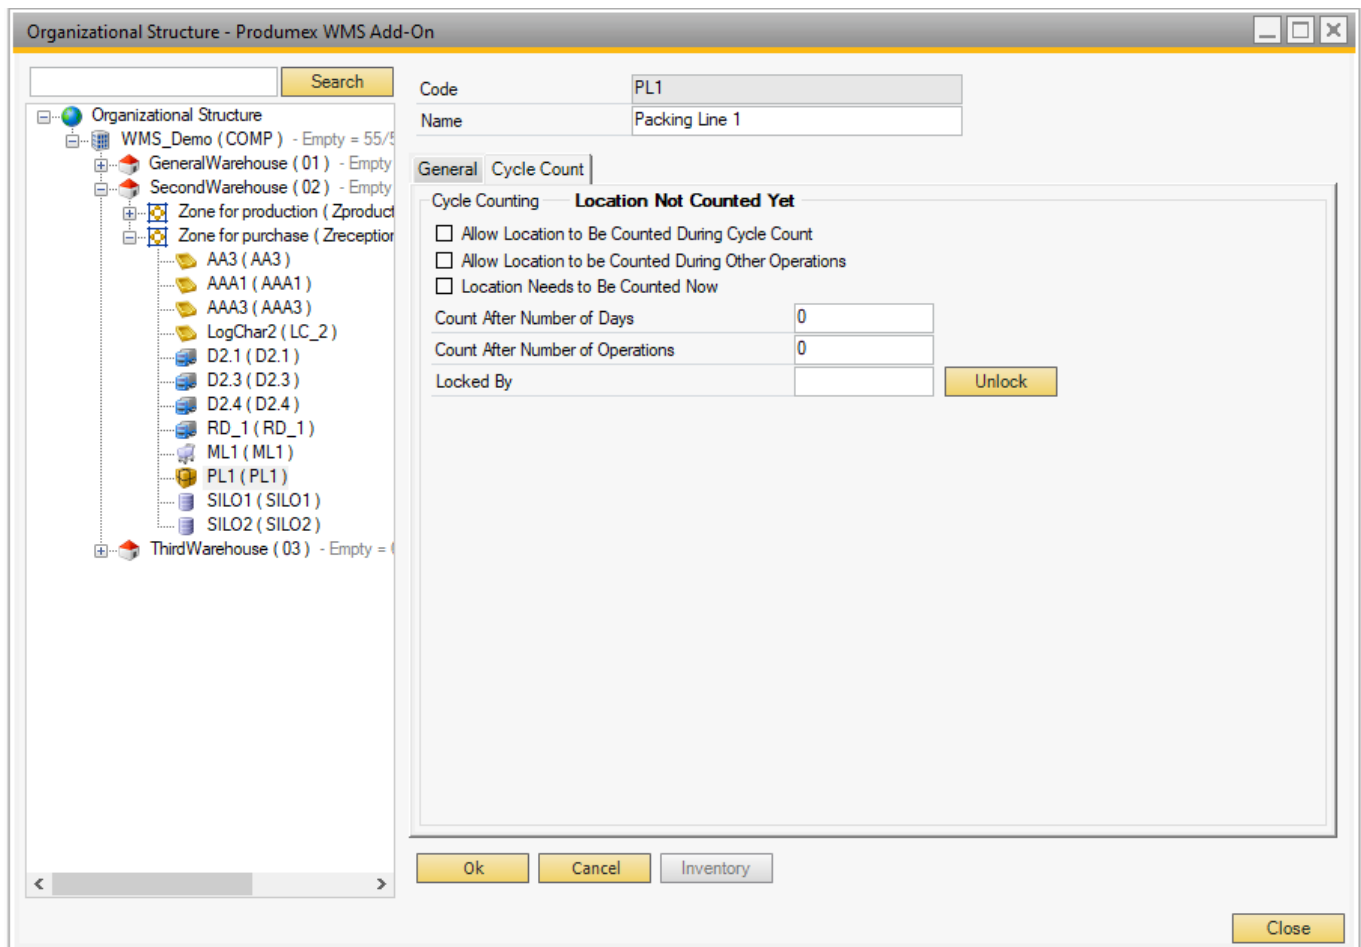 Organizational Structure - Produmex WMS Add-On
Search
Organizational Structure
WMS_Demo ( COMP ) - Empty = 55/5
GeneralWarehouse ( 01 ) - Empty
SecondWarehouse ( 02 ) - Empty
Zone for production ( Zproduct
Zone for purchase ( Zreception
AA3 ( AA3 )
AAA1 ( AAA1 )
AAA3 ( AAA3 )
LogChar2 ( LC_2 )
D2.1 ( D2.1 )
D2.3 ( D2.3 )
D2.4 ( D2.4 )
RD_1 ( RD_1 )
ML1 ( ML1 )
PL1 ( PL1 )
SILO1 ( SILO1 )
SILO2 ( SILO2 )
ThirdWarehouse ( 03 ) - Empty =
Code PL1
Name Packing Line 1
General Cycle Count
Cycle Counting Location Not Counted Yet
Allow Location to Be Counted During Cycle Count
Allow Location to be Counted During Other Operations
Location Needs to Be Counted Now
Count After Number of Days 0
Count After Number of Operations 0
Locked By Unlock
Ok Cancel Inventory
Close